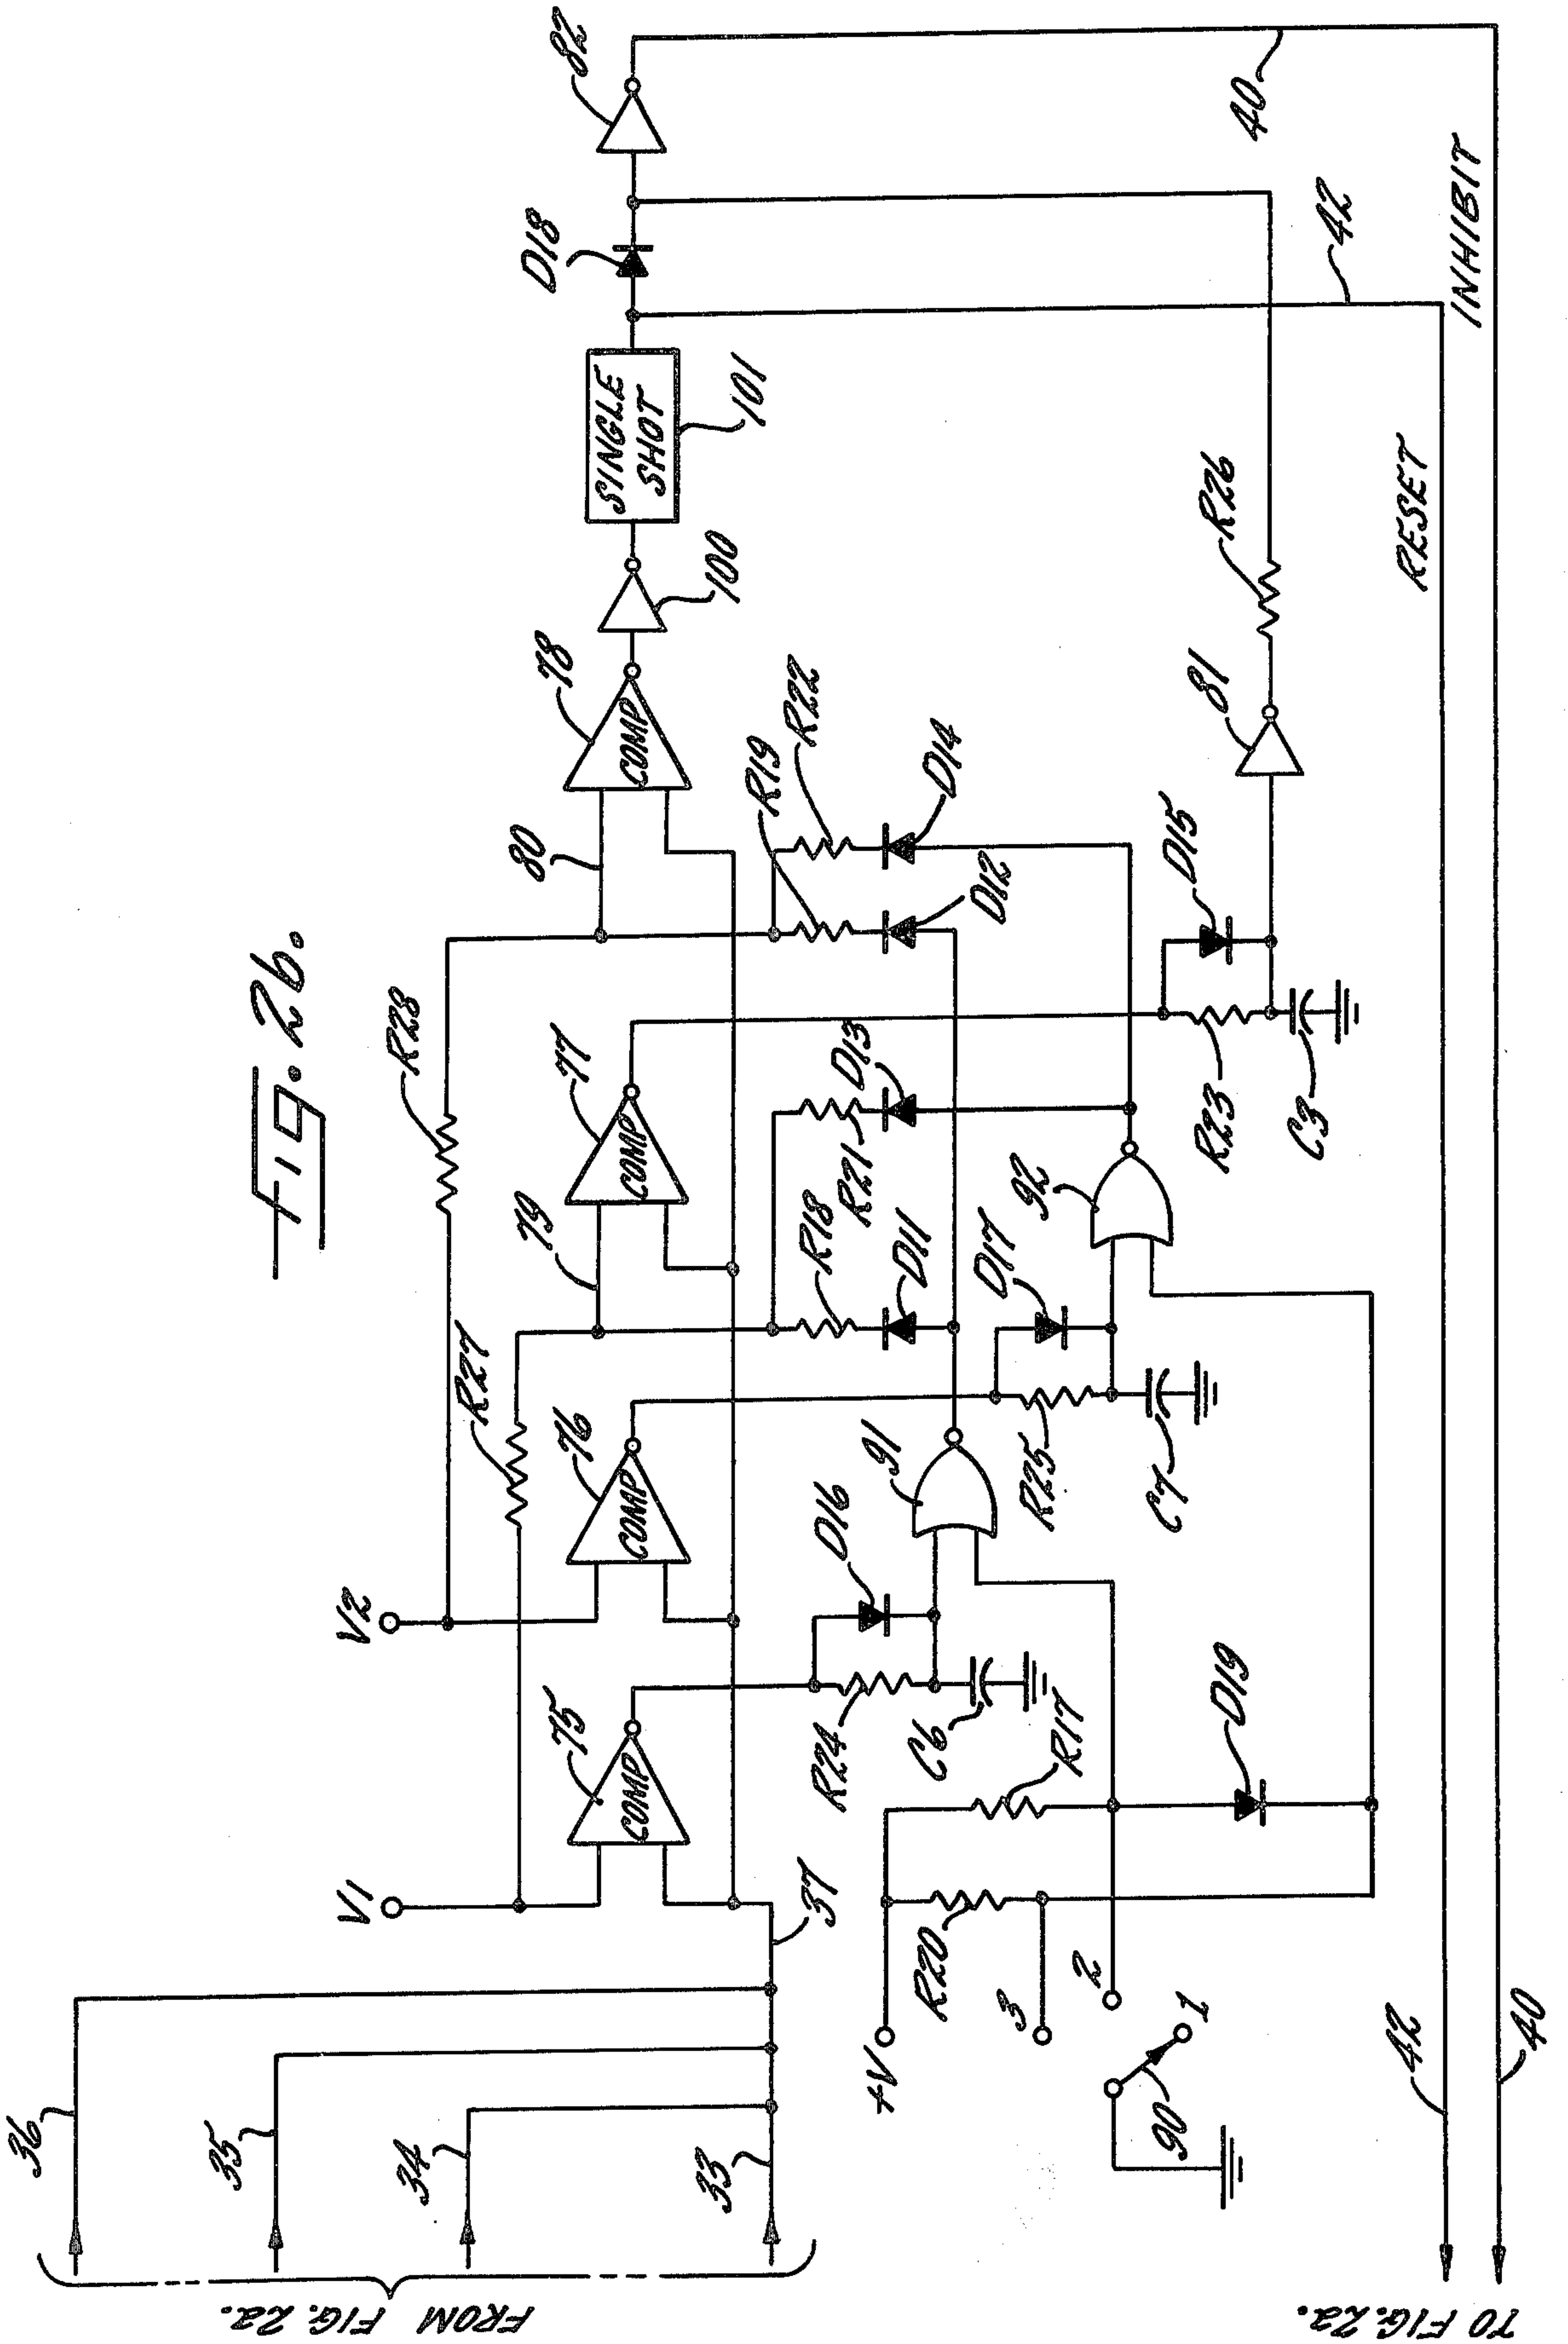 Fig. 2b.
FROM FIG. 2a.
36
35
34
33
37
V1
V2
R27
R28
75
COMP
76
COMP
79
77
COMP
80
78
COMP
100
SINGLE
SHOT
101
D18
82
+V
R20
3
2
1
90
R17
D19
R24
C6
D16
91
R25
C7
D17
R18
D11
R21
D13
92
R19
D12
R22
D14
R23
C3
D15
81
R26
42
40
42
RESET
INHIBIT
40
TO FIG. 2a.